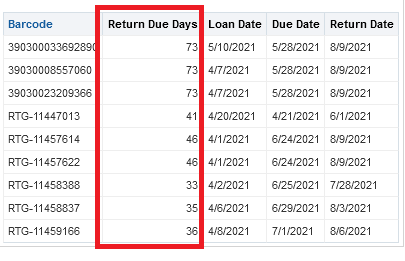 Barcode Return Due Days Loan Date Due Date Return Date
390300033692890 73 5/10/2021 5/28/2021 8/9/2021
39030008557060 73 4/7/2021 5/28/2021 8/9/2021
39030023209366 73 4/7/2021 5/28/2021 8/9/2021
RTG-11447013 41 4/20/2021 4/21/2021 6/1/2021
RTG-11457614 46 4/1/2021 6/24/2021 8/9/2021
RTG-11457622 46 4/1/2021 6/24/2021 8/9/2021
RTG-11458388 33 4/2/2021 6/25/2021 7/28/2021
RTG-11458837 35 4/6/2021 6/29/2021 8/3/2021
RTG-11459166 36 4/8/2021 7/1/2021 8/6/2021